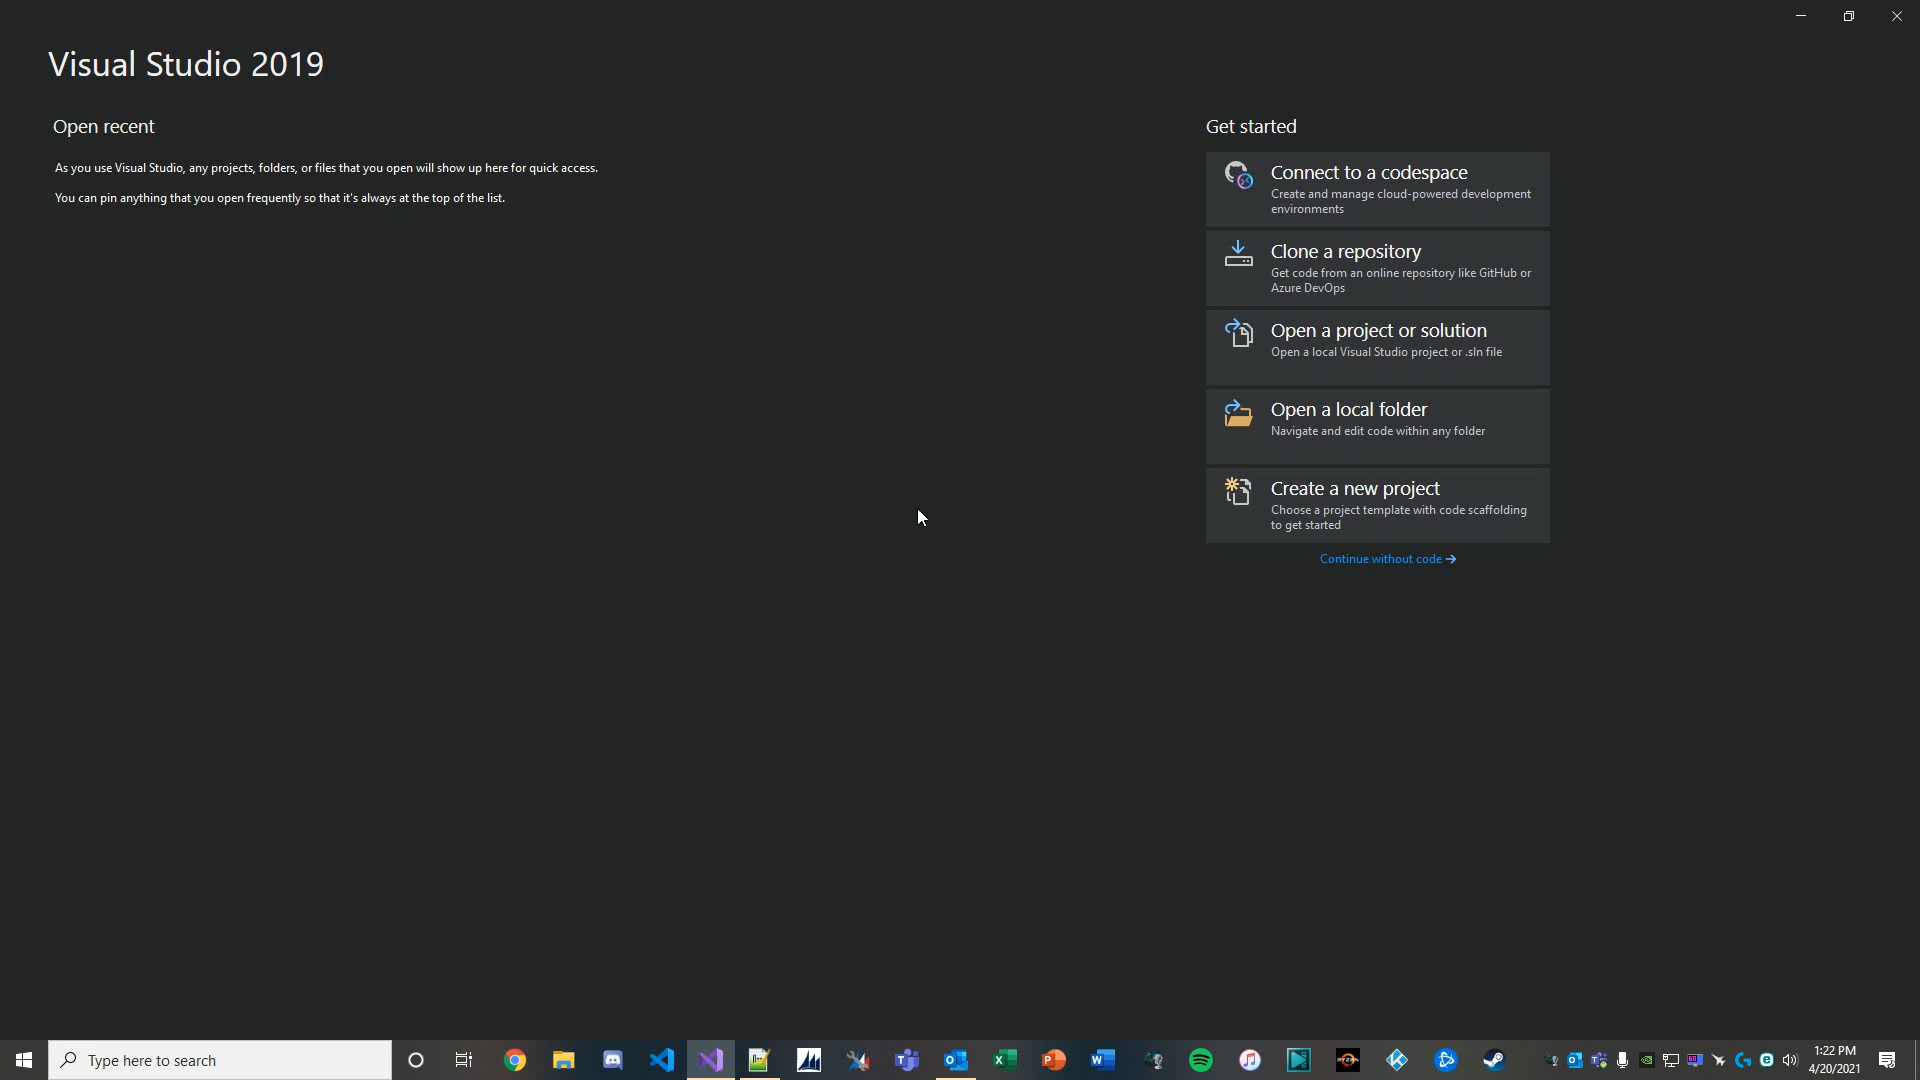 Visual Studio 2019
Open recent
As you use Visual Studio, any projects, folders, or files that you open will show up here for quick access.
You can pin anything that you open frequently so that it's always at the top of the list.
Get started
Connect to a codespace
Create and manage cloud-powered development
environments
Clone a repository
Get code from an online repository like GitHub or
Azure DevOps
Open a project or solution
Open a local Visual Studio project or .sln file
Open a local folder
Navigate and edit code within any folder
Create a new project
Choose a project template with code scaffolding
to get started
Continue without code →
Type here to search
RYZEN
1:22 PM
4/20/2021